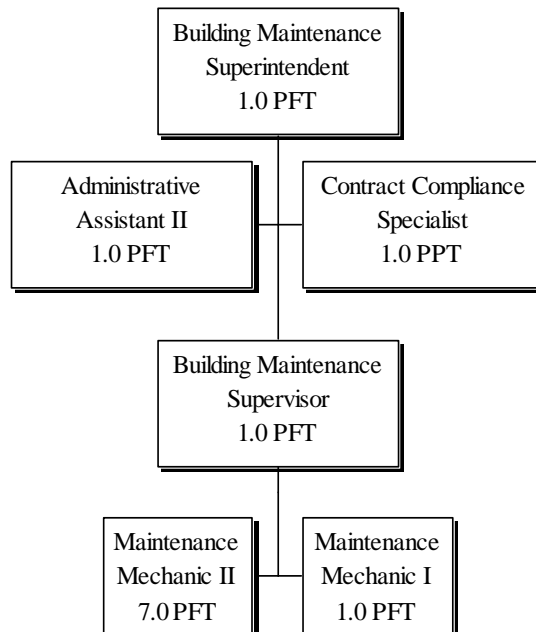 Building Maintenance
Superintendent
1.0 PFT
Administrative
Assistant II
1.0 PFT
Contract Compliance
Specialist
1.0 PPT
Building Maintenance
Supervisor
1.0 PFT
Maintenance
Mechanic II
7.0 PFT
Maintenance
Mechanic I
1.0 PFT